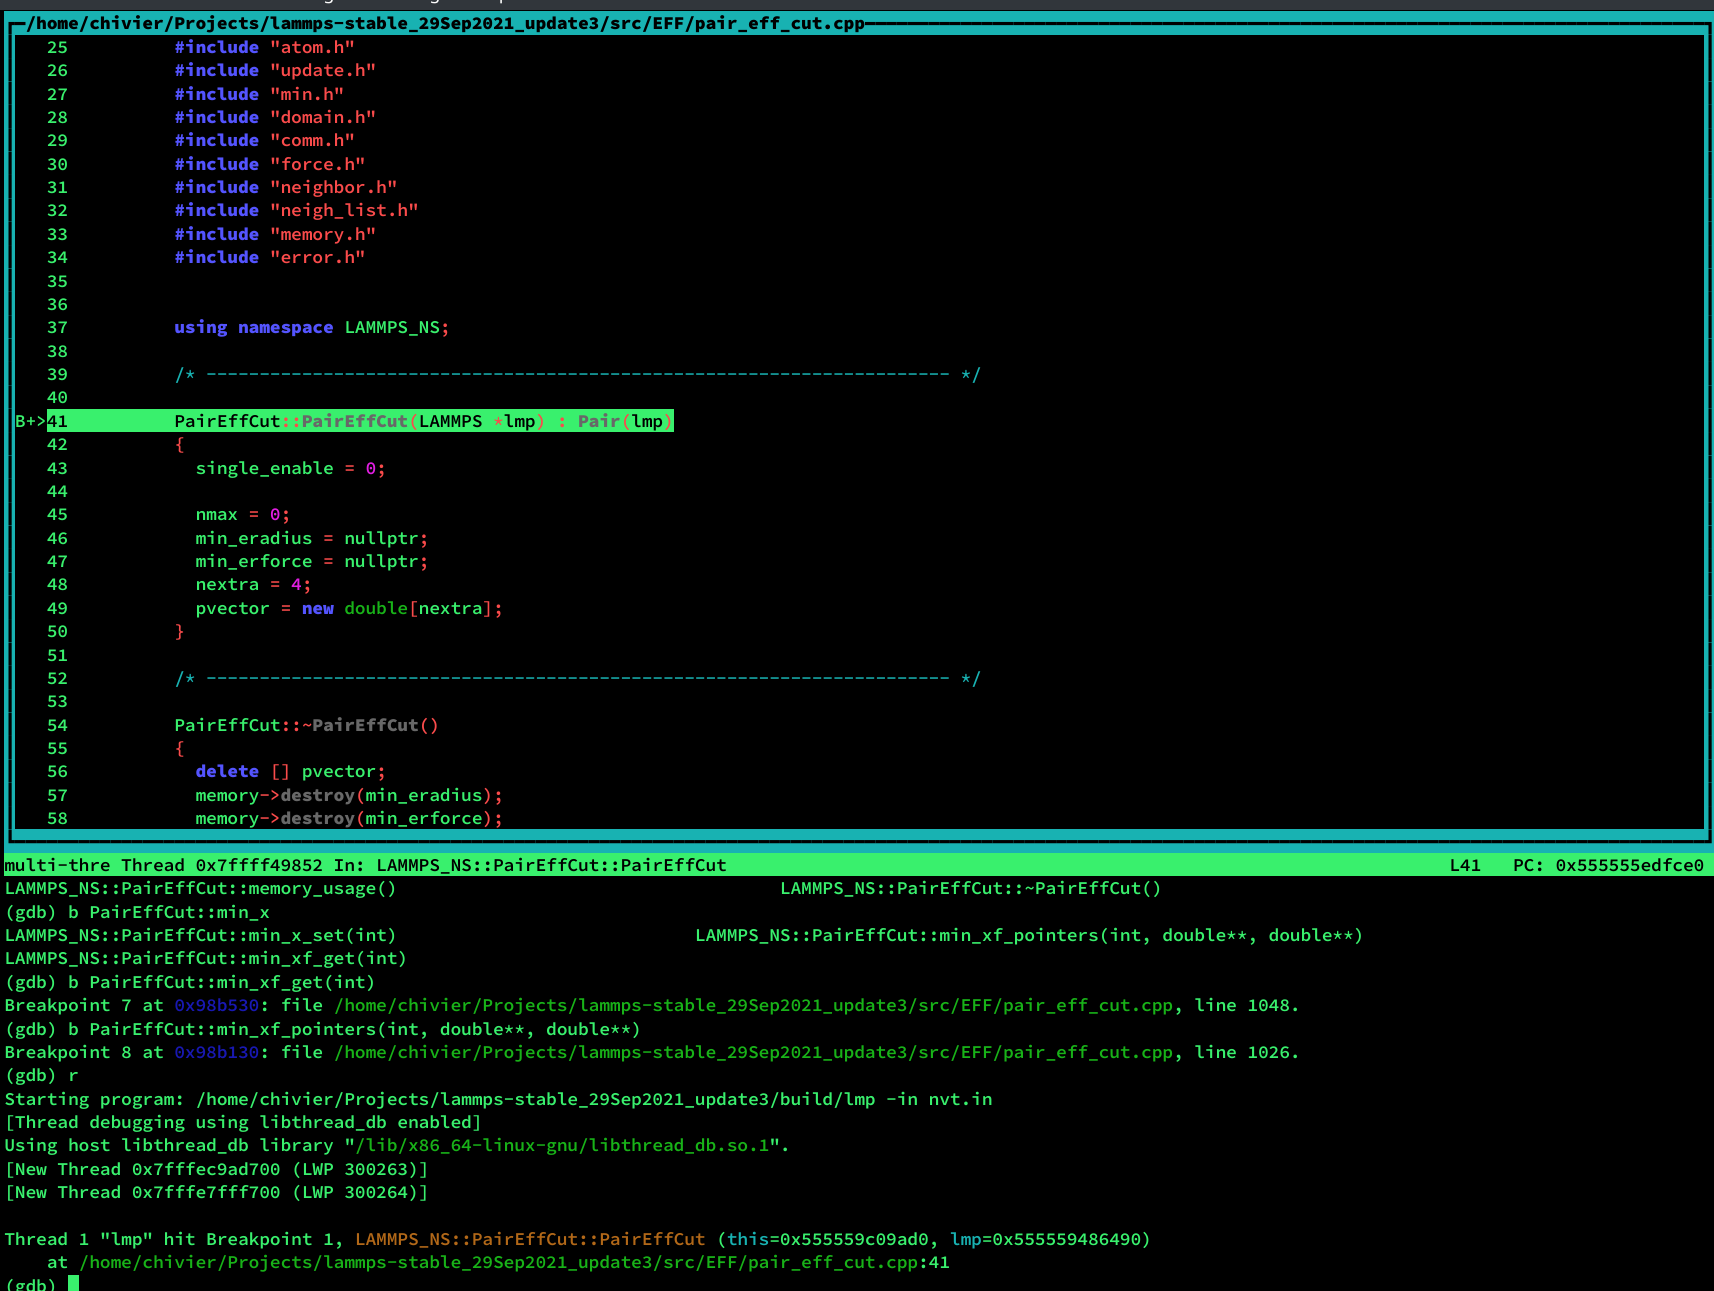 /home/chivier/Projects/lammps-stable_29Sep2021_update3/src/EFF/pair_eff_cut.cpp
25 #include "atom.h"
26 #include "update.h"
27 #include "min.h"
28 #include "domain.h"
29 #include "comm.h"
30 #include "force.h"
31 #include "neighbor.h"
32 #include "neigh_list.h"
33 #include "memory.h"
34 #include "error.h"
35
36
37 using namespace LAMMPS_NS;
38
39 /* ---------------------------------------------------------------------- */
40
B+>41 PairEffCut::PairEffCut(LAMMPS *lmp) : Pair(lmp)
42 {
43 single_enable = 0;
44
45 nmax = 0;
46 min_eradius = nullptr;
47 min_erforce = nullptr;
48 nextra = 4;
49 pvector = new double[nextra];
50 }
51
52 /* ---------------------------------------------------------------------- */
53
54 PairEffCut::~PairEffCut()
55 {
56 delete [] pvector;
57 memory->destroy(min_eradius);
58 memory->destroy(min_erforce);
multi-thre Thread 0x7ffff49852 In: LAMMPS_NS::PairEffCut::PairEffCut L41 PC: 0x555555edfce0
LAMMPS_NS::PairEffCut::memory_usage() LAMMPS_NS::PairEffCut::~PairEffCut()
(gdb) b PairEffCut::min_x
LAMMPS_NS::PairEffCut::min_x_set(int) LAMMPS_NS::PairEffCut::min_xf_pointers(int, double**, double**)
LAMMPS_NS::PairEffCut::min_xf_get(int)
(gdb) b PairEffCut::min_xf_get(int)
Breakpoint 7 at 0x98b530: file /home/chivier/Projects/lammps-stable_29Sep2021_update3/src/EFF/pair_eff_cut.cpp, line 1048.
(gdb) b PairEffCut::min_xf_pointers(int, double**, double**)
Breakpoint 8 at 0x98b130: file /home/chivier/Projects/lammps-stable_29Sep2021_update3/src/EFF/pair_eff_cut.cpp, line 1026.
(gdb) r
Starting program: /home/chivier/Projects/lammps-stable_29Sep2021_update3/build/lmp -in nvt.in
[Thread debugging using libthread_db enabled]
Using host libthread_db library "/lib/x86_64-linux-gnu/libthread_db.so.1".
[New Thread 0x7fffec9ad700 (LWP 300263)]
[New Thread 0x7fffe7fff700 (LWP 300264)]
Thread 1 "lmp" hit Breakpoint 1, LAMMPS_NS::PairEffCut::PairEffCut (this=0x555559c09ad0, lmp=0x555559486490)
at /home/chivier/Projects/lammps-stable_29Sep2021_update3/src/EFF/pair_eff_cut.cpp:41
(gdb)